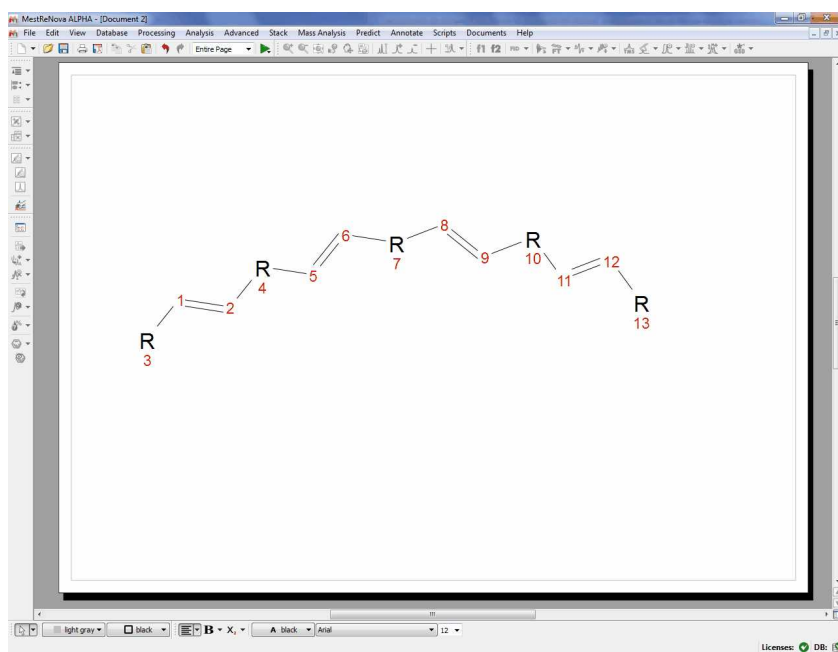 MestReNova ALPHA - [Document 2]
File Edit View Database Processing Analysis Advanced Stack Mass Analysis Predict Annotate Scripts Documents Help
Entire Page f1 f2
8
6 R
R 7 10 12
R 9 11
4 5
1 2 R
13
R
3
light gray black B X, A black Arial 12
Licenses: DB: